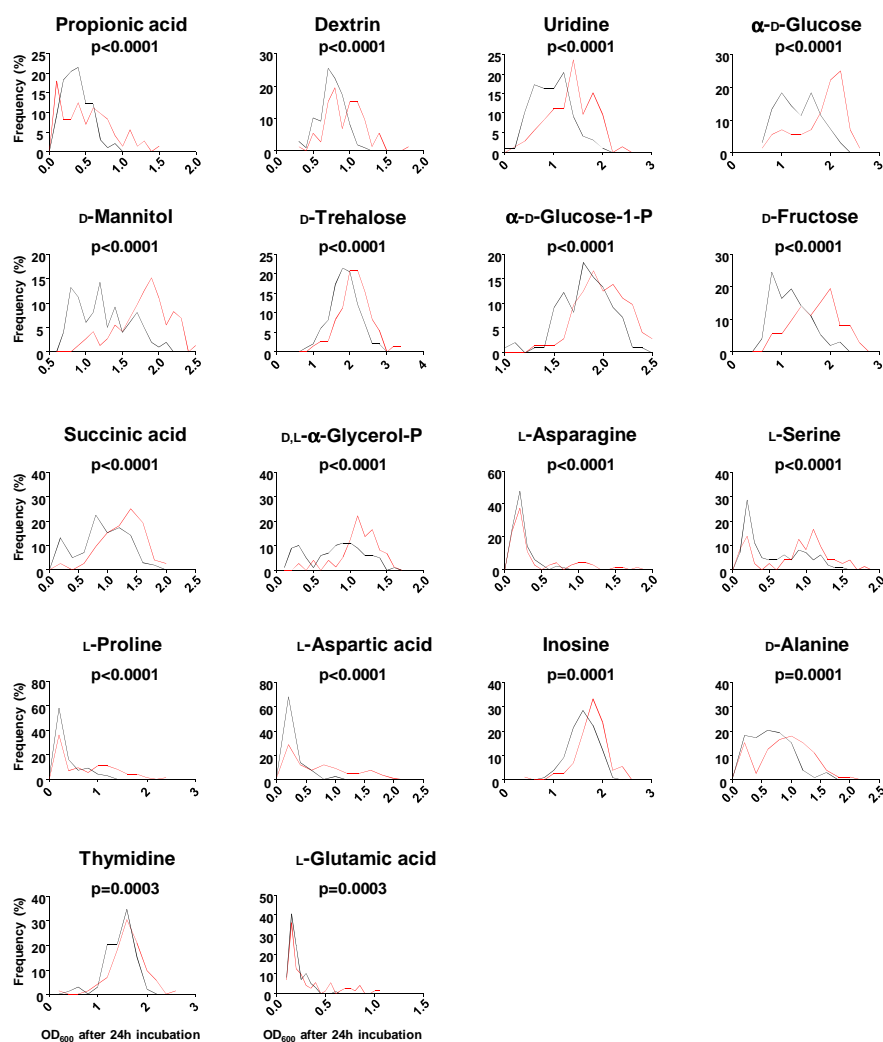 Propionic acid
p<0.0001
Frequency (%)
25
20
15
10
5
0
0.0 0.5 1.0 1.5 2.0
Dextrin
p<0.0001
30
20
10
0
0.0 0.5 1.0 1.5 2.0
Uridine
p<0.0001
25
20
15
10
5
0
0 1 2 3
α-D-Glucose
p<0.0001
30
20
10
0
0 1 2 3
D-Mannitol
p<0.0001
Frequency (%)
20
15
10
5
0
0.5 1.0 1.5 2.0 2.5
D-Trehalose
p<0.0001
25
20
15
10
5
0
0 1 2 3 4
α-D-Glucose-1-P
p<0.0001
20
15
10
5
0
1.0 1.5 2.0 2.5
D-Fructose
p<0.0001
30
20
10
0
0 1 2 3
Succinic acid
p<0.0001
Frequency (%)
40
30
20
10
0
0.0 0.5 1.0 1.5 2.0 2.5
D,L-α-Glycerol-P
p<0.0001
40
30
20
10
0
0.0 0.5 1.0 1.5 2.0
L-Asparagine
p<0.0001
60
40
20
0
0.0 0.5 1.0 1.5 2.0
L-Serine
p<0.0001
40
30
20
10
0
0.0 0.5 1.0 1.5 2.0
L-Proline
p<0.0001
Frequency (%)
80
60
40
20
0
0 1 2 3
L-Aspartic acid
p<0.0001
80
60
40
20
0
0.0 0.5 1.0 1.5 2.0 2.5
Inosine
p=0.0001
40
30
20
10
0
0 1 2 3
D-Alanine
p=0.0001
40
30
20
10
0
0.0 0.5 1.0 1.5 2.0 2.5
Thymidine
p=0.0003
Frequency (%)
40
30
20
10
0
0 1 2 3
OD600 after 24h incubation
L-Glutamic acid
p=0.0003
50
40
30
20
10
0
0.0 0.5 1.0 1.5
OD600 after 24h incubation